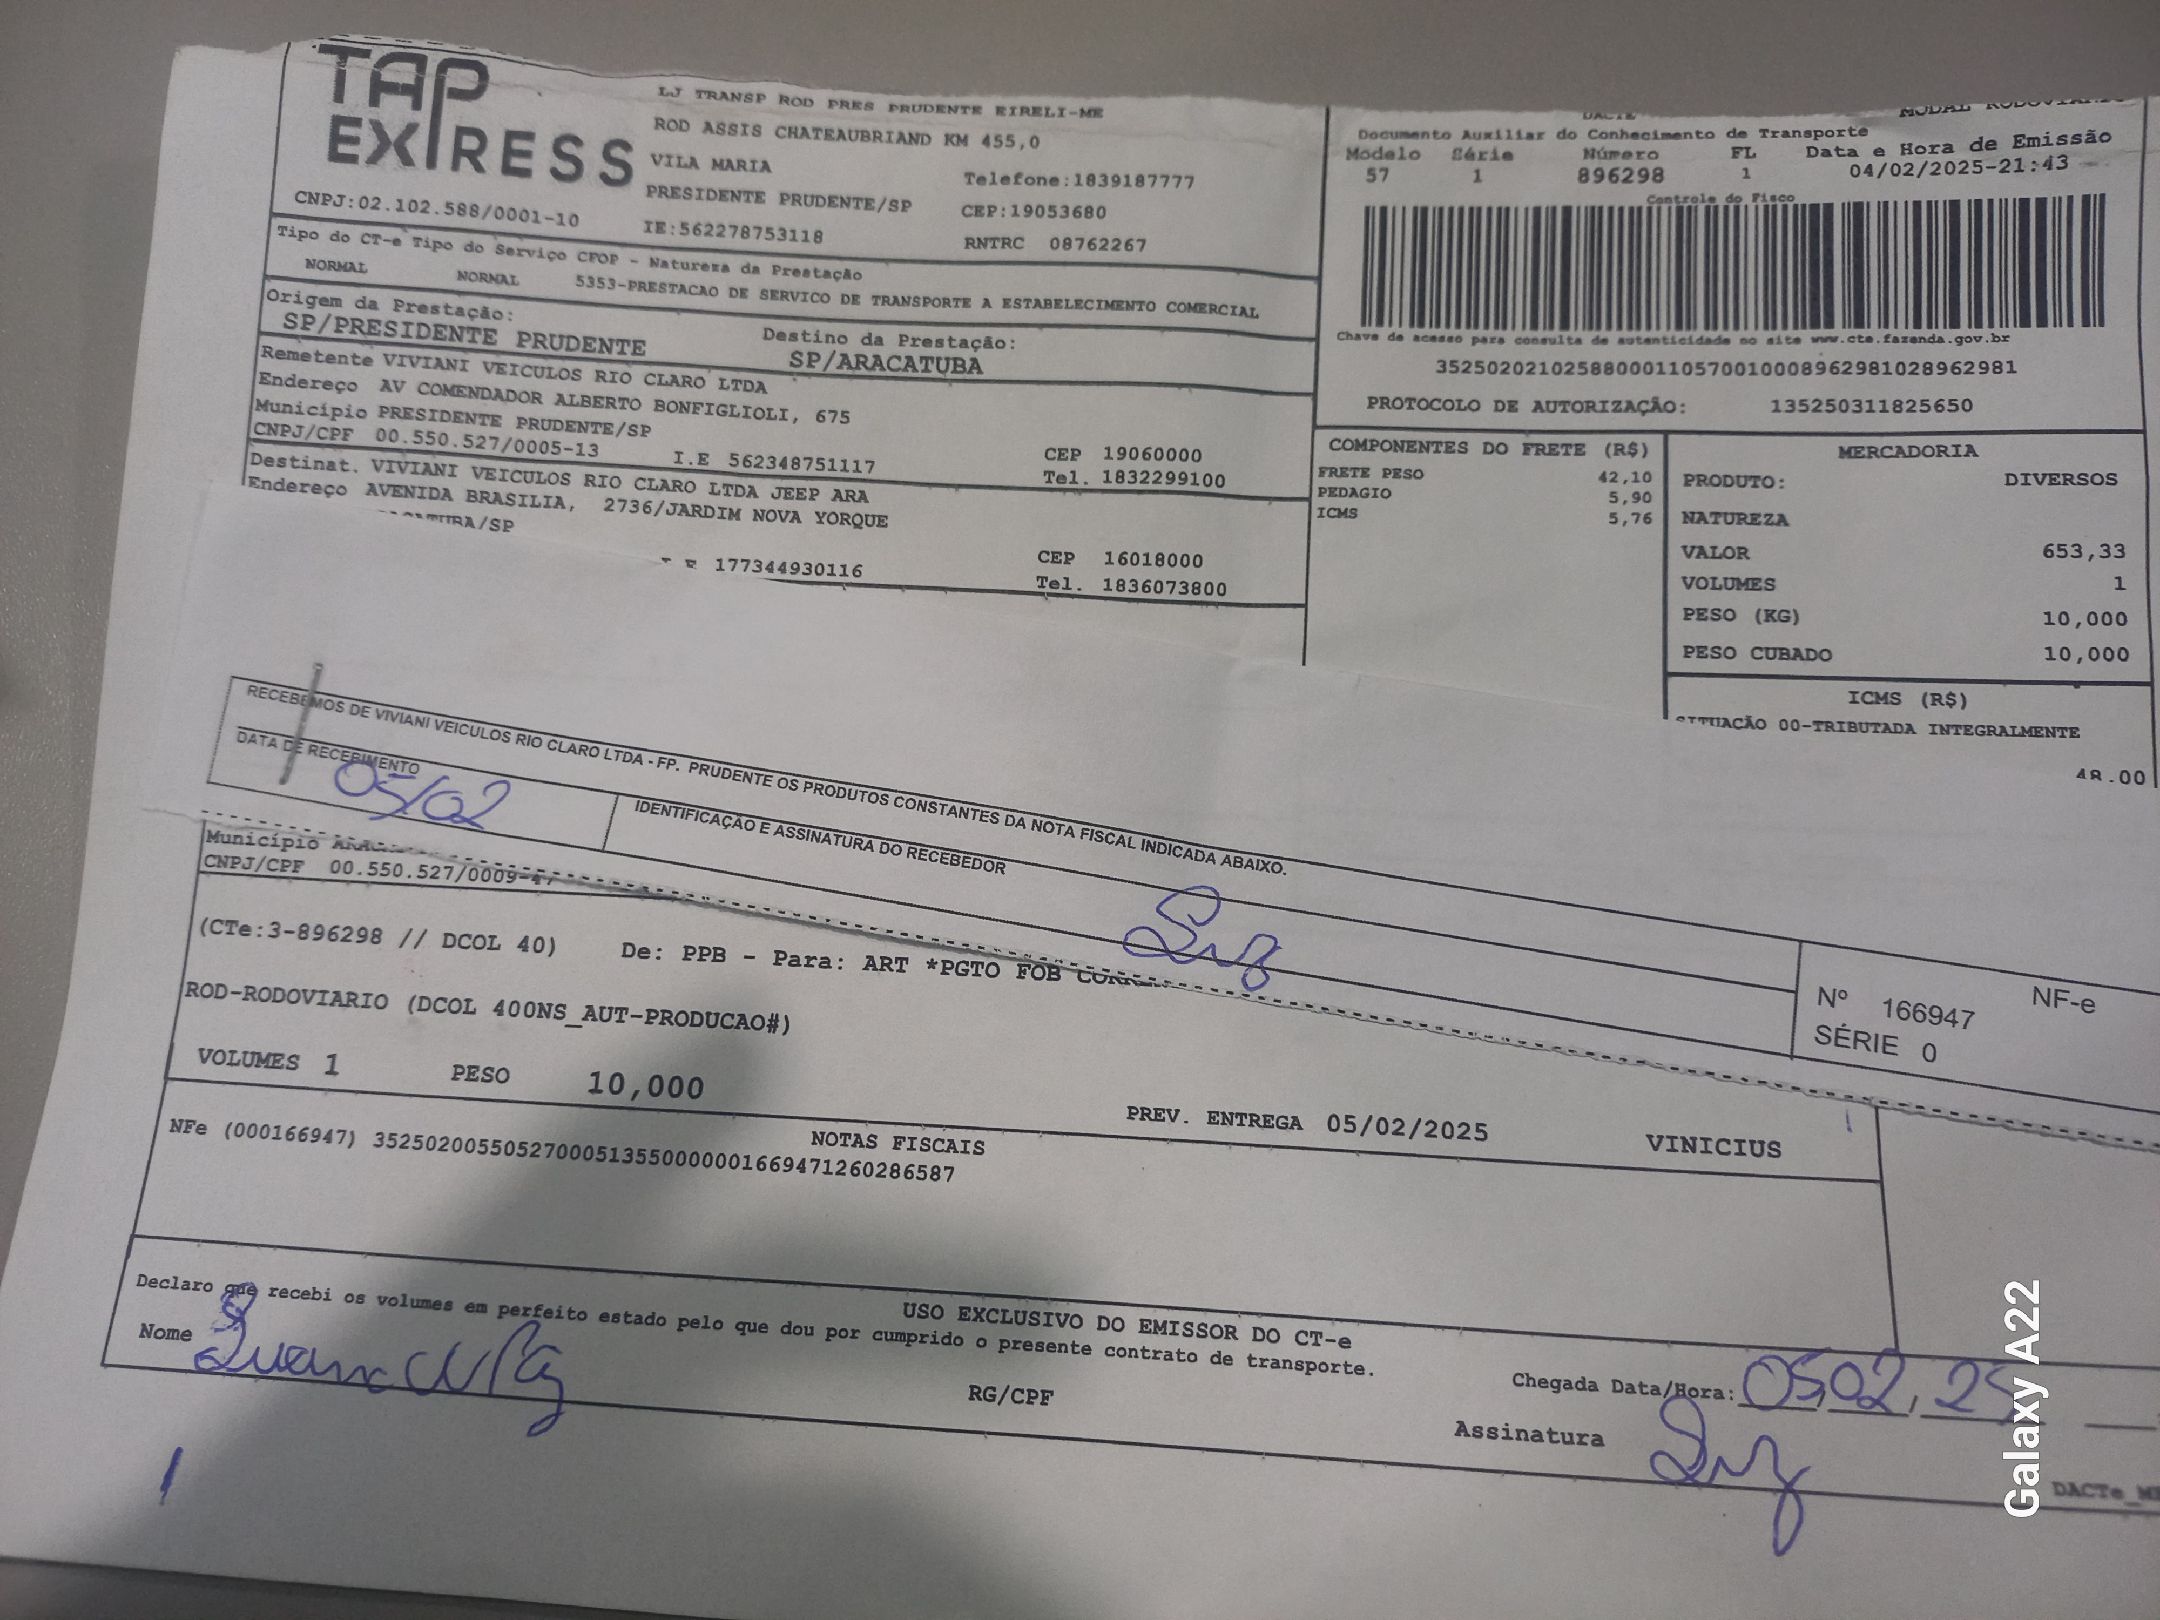 TAP EXPRESS
LJ TRANSP ROD PRES PRUDENTE EIRELI-ME
ROD ASSIS CHATEAUBRIAND KM 455,0
VILA MARIA
Telefone:1839187777
PRESIDENTE PRUDENTE/SP
CEP:19053680
CNPJ:02.102.588/0001-10
IE:562278753118
RNTRC 08762267
Tipo do CT-e Tipo do Serviço CFOP - Natureza da Prestação
NORMAL NORMAL 5353-PRESTACAO DE SERVICO DE TRANSPORTE A ESTABELECIMENTO COMERCIAL
Origem da Prestação:
SP/PRESIDENTE PRUDENTE
Destino da Prestação:
SP/ARACATUBA
Remetente VIVIANI VEICULOS RIO CLARO LTDA
Endereço AV COMENDADOR ALBERTO BONFIGLIOLI, 675
Município PRESIDENTE PRUDENTE/SP
CEP 19060000
CNPJ/CPF 00.550.527/0005-13 I.E 562348751117
Tel. 1832299100
Destinat. VIVIANI VEICULOS RIO CLARO LTDA JEEP ARA
Endereço AVENIDA BRASILIA, 2736/JARDIM NOVA YORQUE
CEP 16018000
177344930116
Tel. 1836073800
MODAL RODOVIARIO
DACTE
Documento Auxiliar do Conhecimento de Transporte
Modelo Série Número FL Data e Hora de Emissão
57 1 896298 1 04/02/2025-21:43
Controle do Fisco
Chave de acesso para consulta de autenticidade no site www.cte.fazenda.gov.br
35250202102588000110570010008962981028962981
PROTOCOLO DE AUTORIZAÇÃO: 135250311825650
COMPONENTES DO FRETE (R$)
FRETE PESO 42,10
PEDAGIO 5,90
ICMS 5,76
MERCADORIA
PRODUTO: DIVERSOS
NATUREZA
VALOR 653,33
VOLUMES 1
PESO (KG) 10,000
PESO CUBADO 10,000
ICMS (R$)
SITUAÇÃO 00-TRIBUTADA INTEGRALMENTE
48.00
RECEBEMOS DE VIVIANI VEICULOS RIO CLARO LTDA - FP. PRUDENTE OS PRODUTOS CONSTANTES DA NOTA FISCAL INDICADA ABAIXO.
DATA DE RECEBIMENTO
05/02
IDENTIFICAÇÃO E ASSINATURA DO RECEBEDOR
NF-e
Nº 166947
SÉRIE 0
Município
CNPJ/CPF 00.550.527/0009-47
(CTe:3-896298 // DCOL 40) De: PPB - Para: ART *PGTO FOB
ROD-RODOVIARIO (DCOL 400NS_AUT-PRODUCAO#)
VOLUMES 1 PESO 10,000
PREV. ENTREGA 05/02/2025 VINICIUS
NOTAS FISCAIS
NFe (000166947) 35250200550527000513550000001669471260286587
USO EXCLUSIVO DO EMISSOR DO CT-e
Declaro que recebi os volumes em perfeito estado pelo que dou por cumprido o presente contrato de transporte.
Nome
RG/CPF
Chegada Data/Hora: 05,02,25
Assinatura
Galaxy A22